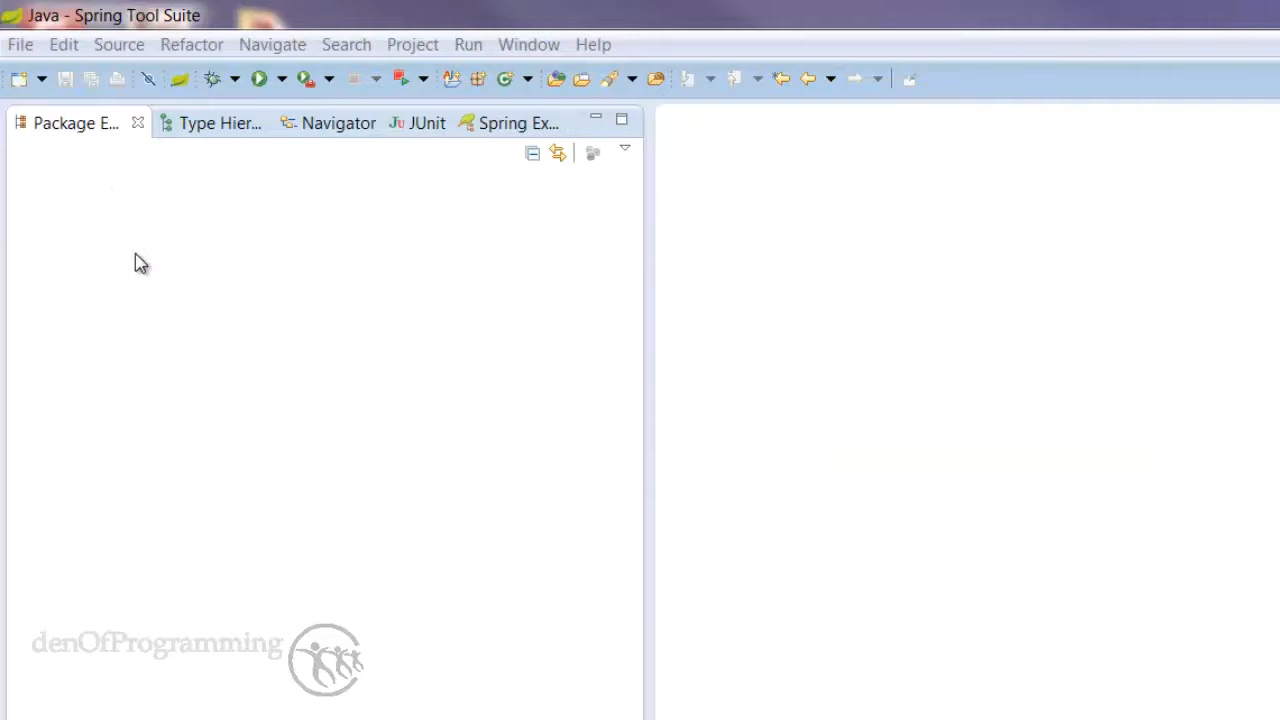 Java - Spring Tool Suite
File Edit Source Refactor Navigate Search Project Run Window Help
Package E... Type Hier... Navigator Ju JUnit Spring Ex...
denOfProgramming